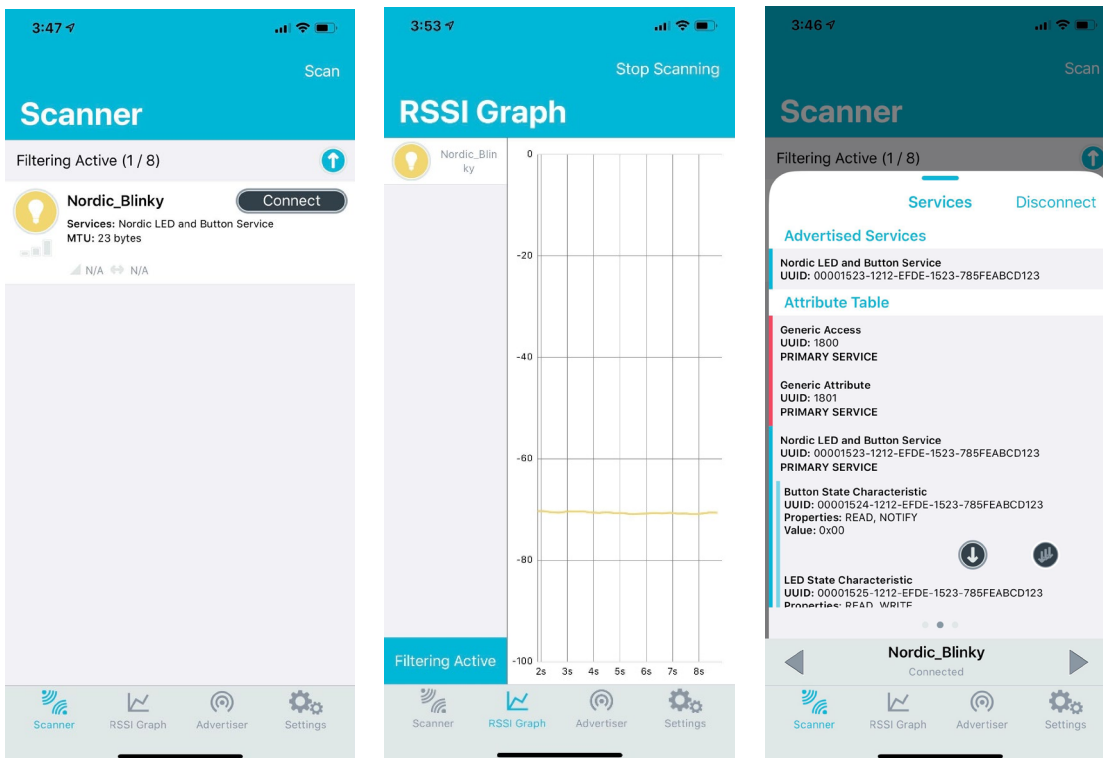 3:47
Scan
Scanner
Filtering Active (1 / 8)
Nordic_Blinky
Connect
Services: Nordic LED and Button Service
MTU: 23 bytes
N/A
N/A
Scanner
RSSI Graph
Advertiser
Settings
3:53
Stop Scanning
RSSI Graph
Nordic_Blin
ky
0
-20
-40
-60
-80
-100
2s 3s 4s 5s 6s 7s 8s
Filtering Active
Scanner
RSSI Graph
Advertiser
Settings
3:46
Scan
Scanner
Filtering Active (1 / 8)
Services
Disconnect
Advertised Services
Nordic LED and Button Service
UUID: 00001523-1212-EFDE-1523-785FEABCD123
Attribute Table
Generic Access
UUID: 1800
PRIMARY SERVICE
Generic Attribute
UUID: 1801
PRIMARY SERVICE
Nordic LED and Button Service
UUID: 00001523-1212-EFDE-1523-785FEABCD123
PRIMARY SERVICE
Button State Characteristic
UUID: 00001524-1212-EFDE-1523-785FEABCD123
Properties: READ, NOTIFY
Value: 0x00
LED State Characteristic
UUID: 00001525-1212-EFDE-1523-785FEABCD123
Properties: READ, WRITE
Nordic_Blinky
Connected
Scanner
RSSI Graph
Advertiser
Settings